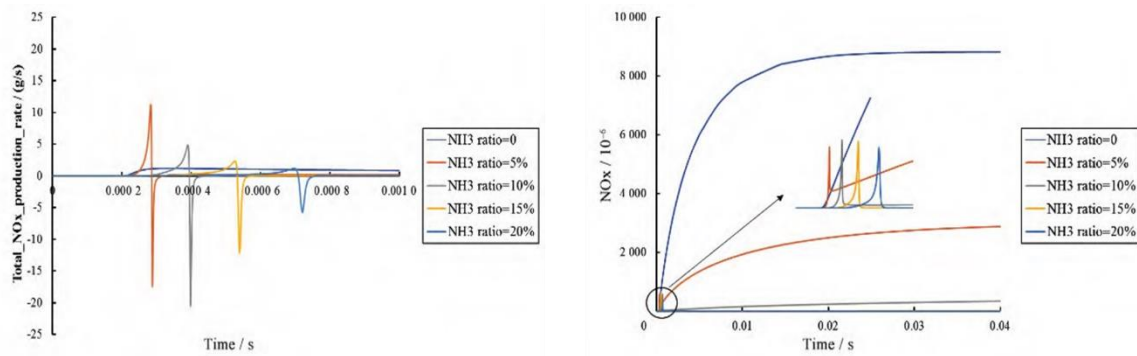 25
20
15
10
5
0
-5
-10
-15
-20
-25
Total_NOx_production_rate / (g/s)
0
0.000 2
0.000 4
0.000 6
0.000 8
0.001 0
Time / s
NH3 ratio=0
NH3 ratio=5%
NH3 ratio=10%
NH3 ratio=15%
NH3 ratio=20%
10 000
8 000
6 000
4 000
2 000
NOx / 10⁻⁶
0
0.01
0.02
0.03
0.04
Time / s
NH3 ratio=0
NH3 ratio=5%
NH3 ratio=10%
NH3 ratio=15%
NH3 ratio=20%